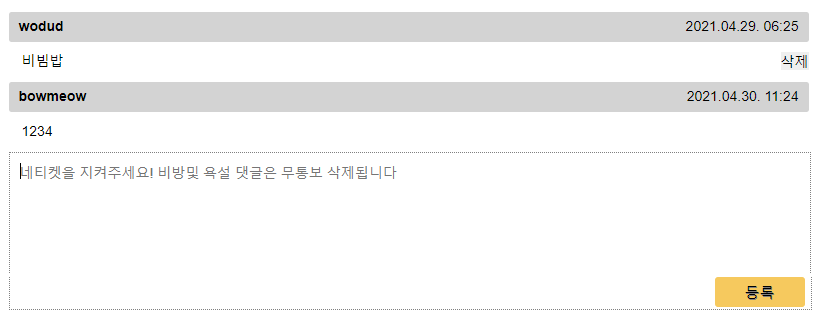 wodud 2021.04.29. 06:25
비빔밥 삭제
bowmeow 2021.04.30. 11:24
1234
네티켓을 지켜주세요! 비방및 욕설 댓글은 무통보 삭제됩니다
등록